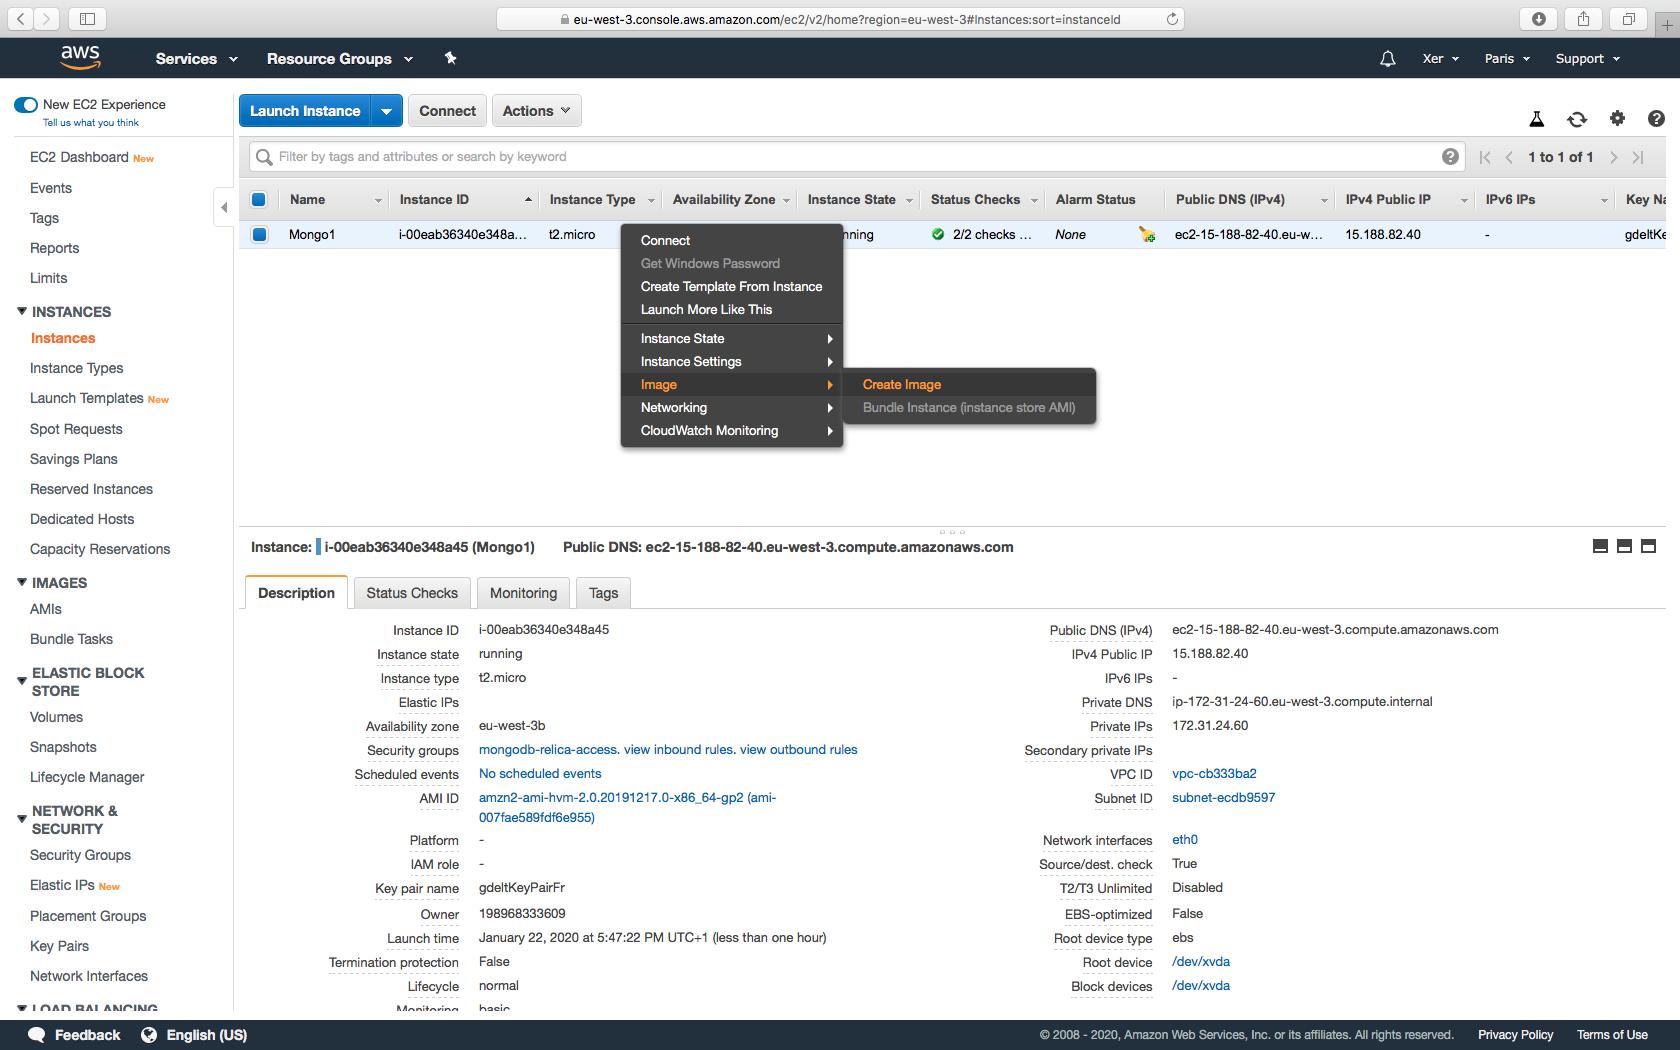 eu-west-3.console.aws.amazon.com/ec2/v2/home?region=eu-west-3#Instances:sort=instanceId
aws Services Resource Groups Xer Paris Support
New EC2 Experience
Tell us what you think
EC2 Dashboard New
Events
Tags
Reports
Limits
INSTANCES
Instances
Instance Types
Launch Templates New
Spot Requests
Savings Plans
Reserved Instances
Dedicated Hosts
Capacity Reservations
IMAGES
AMIs
Bundle Tasks
ELASTIC BLOCK
STORE
Volumes
Snapshots
Lifecycle Manager
NETWORK &
SECURITY
Security Groups
Elastic IPs New
Placement Groups
Key Pairs
Network Interfaces
LOAD BALANCING
Launch Instance Connect Actions
Filter by tags and attributes or search by keyword
1 to 1 of 1
Name Instance ID Instance Type Availability Zone Instance State Status Checks Alarm Status Public DNS (IPv4) IPv4 Public IP IPv6 IPs Key Na
Mongo1 i-00eab36340e348a... t2.micro nning 2/2 checks ... None ec2-15-188-82-40.eu-w... 15.188.82.40 - gdeltKe
Connect
Get Windows Password
Create Template From Instance
Launch More Like This
Instance State
Instance Settings
Image
Networking
CloudWatch Monitoring
Create Image
Bundle Instance (instance store AMI)
Instance: i-00eab36340e348a45 (Mongo1) Public DNS: ec2-15-188-82-40.eu-west-3.compute.amazonaws.com
Description Status Checks Monitoring Tags
Instance ID i-00eab36340e348a45
Instance state running
Instance type t2.micro
Elastic IPs
Availability zone eu-west-3b
Security groups mongodb-relica-access. view inbound rules. view outbound rules
Scheduled events No scheduled events
AMI ID amzn2-ami-hvm-2.0.20191217.0-x86_64-gp2 (ami-
007fae589fdf6e955)
Platform -
IAM role -
Key pair name gdeltKeyPairFr
Owner 198968333609
Launch time January 22, 2020 at 5:47:22 PM UTC+1 (less than one hour)
Termination protection False
Lifecycle normal
Monitoring basic
Public DNS (IPv4) ec2-15-188-82-40.eu-west-3.compute.amazonaws.com
IPv4 Public IP 15.188.82.40
IPv6 IPs -
Private DNS ip-172-31-24-60.eu-west-3.compute.internal
Private IPs 172.31.24.60
Secondary private IPs
VPC ID vpc-cb333ba2
Subnet ID subnet-ecdb9597
Network interfaces eth0
Source/dest. check True
T2/T3 Unlimited Disabled
EBS-optimized False
Root device type ebs
Root device /dev/xvda
Block devices /dev/xvda
Feedback English (US) © 2008 - 2020, Amazon Web Services, Inc. or its affiliates. All rights reserved. Privacy Policy Terms of Use